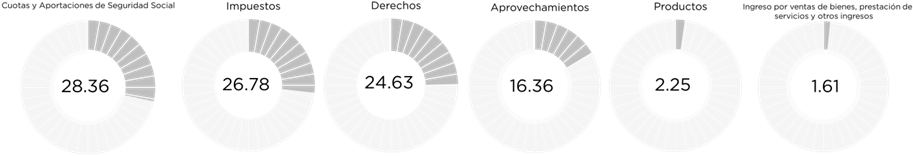 Cuotas y Aportaciones de Seguridad Social
28.36
Impuestos
26.78
Derechos
24.63
Aprovechamientos
16.36
Productos
2.25
Ingreso por ventas de bienes, prestación de
servicios y otros ingresos
1.61